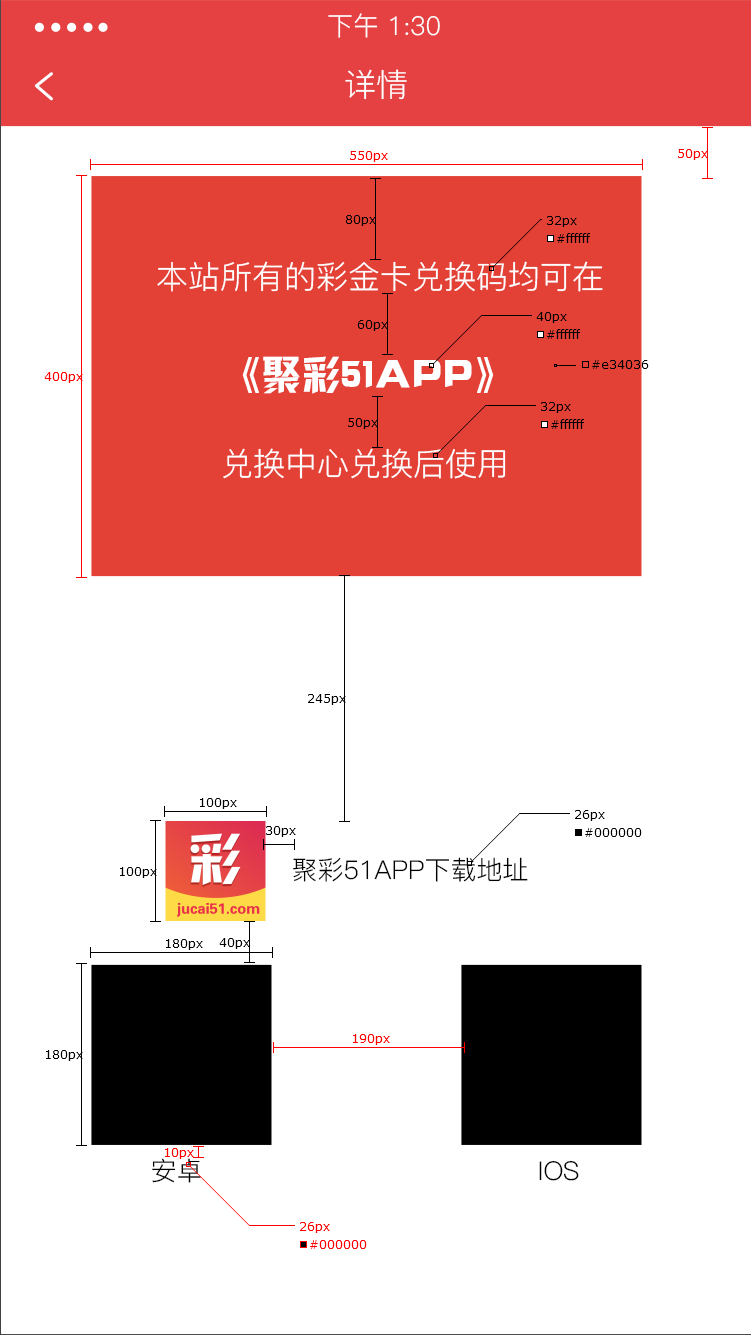 下午 1:30
详情
50px
550px
80px
32px
#ffffff
本站所有的彩金卡兑换码均可在
60px
40px
#ffffff
400px
《聚彩51APP》
#e34036
50px
32px
#ffffff
兑换中心兑换后使用
245px
100px
30px
26px
#000000
100px
彩
jucai51.com
聚彩51APP下载地址
180px
40px
180px
190px
10px
安卓
IOS
26px
#000000